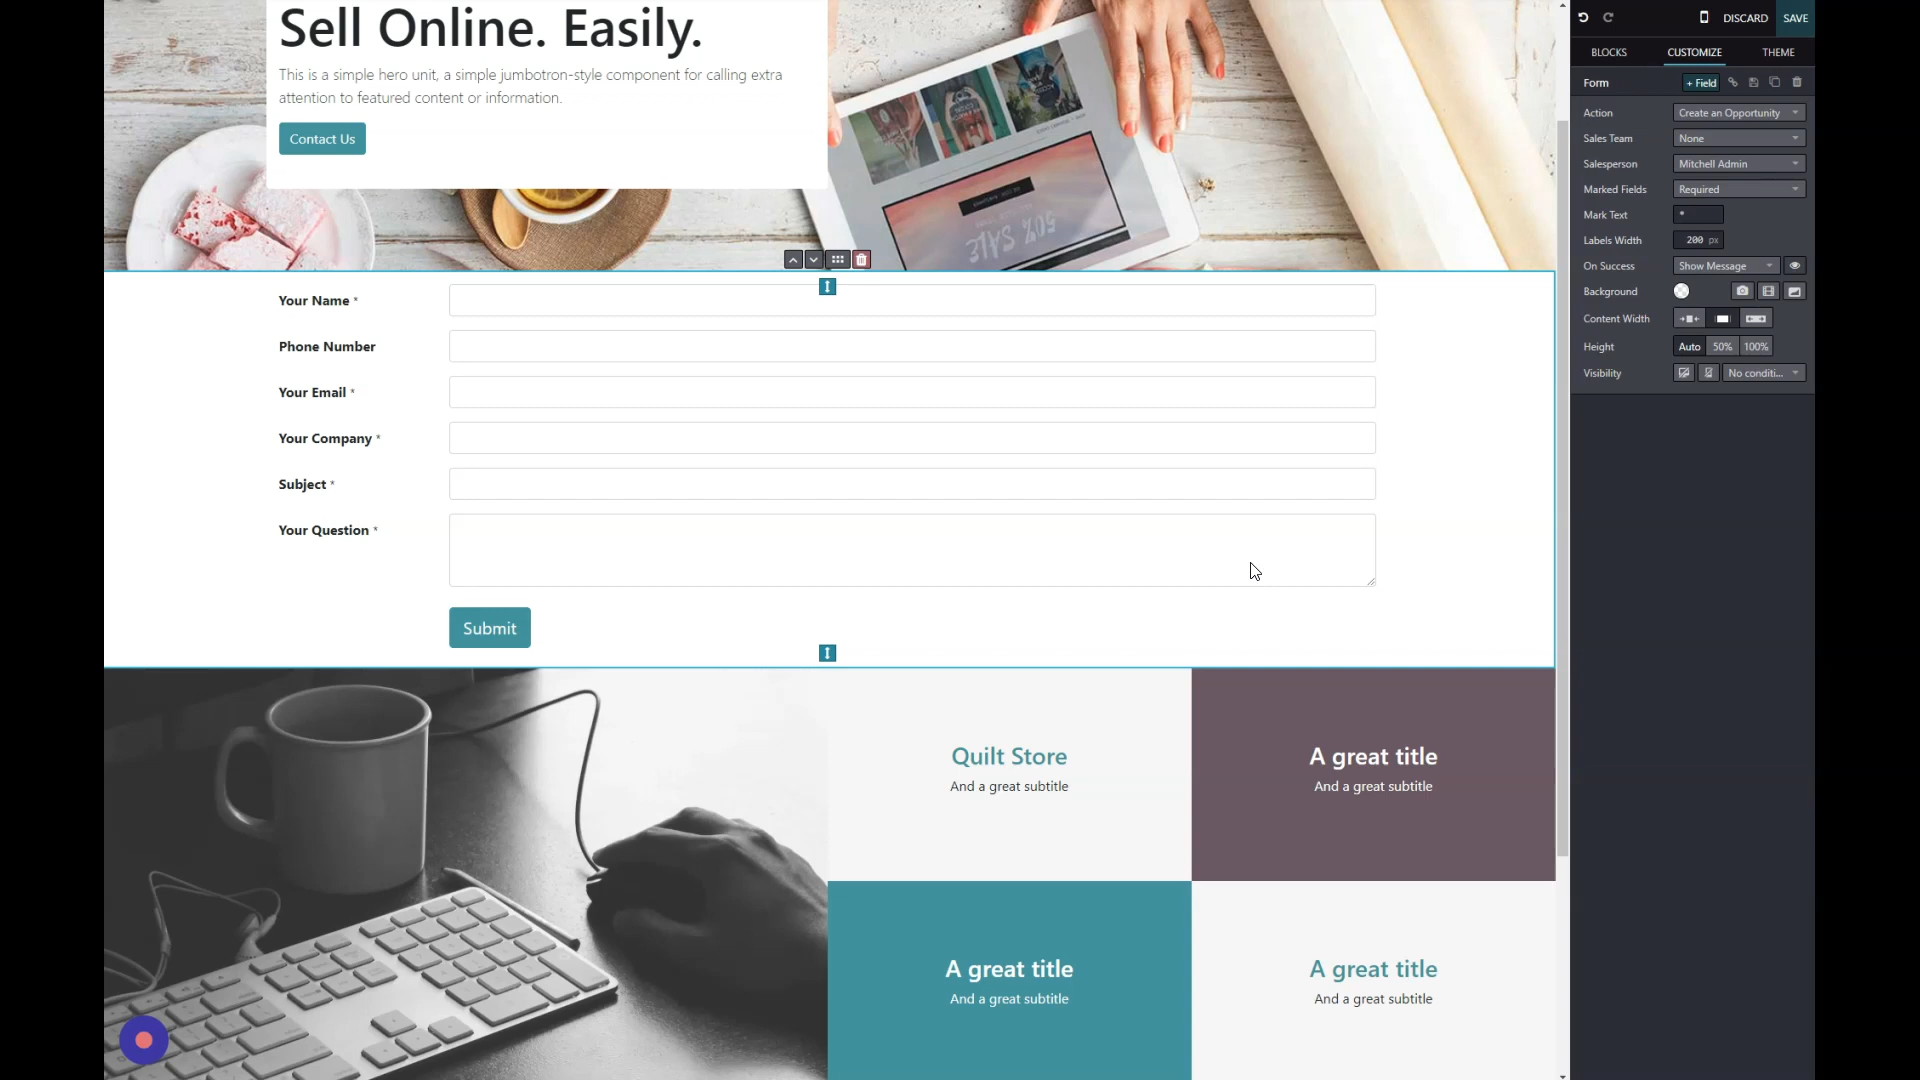 Sell Online. Easily.
This is a simple hero unit, a simple jumbotron-style component for calling extra
attention to featured content or information.
Contact Us
50% SALE
Your Name *
Phone Number
Your Email *
Your Company *
Subject *
Your Question *
Submit
Quilt Store
And a great subtitle
A great title
And a great subtitle
A great title
And a great subtitle
A great title
And a great subtitle
DISCARD
SAVE
BLOCKS
CUSTOMIZE
THEME
Form
+ Field
Action
Create an Opportunity
Sales Team
None
Salesperson
Mitchell Admin
Marked Fields
Required
Mark Text
*
Labels Width
200 px
On Success
Show Message
Background
Content Width
Height
Auto
50%
100%
Visibility
No conditi...